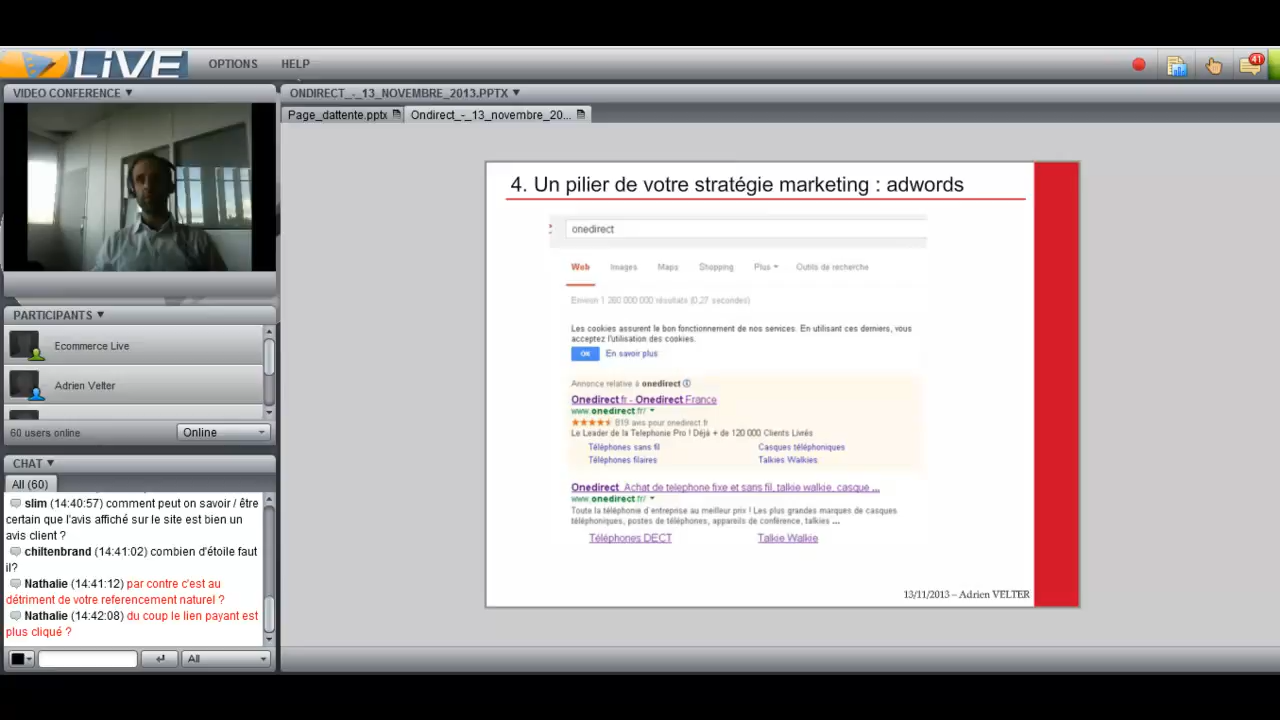 LiVE
OPTIONS
HELP
41
VIDEO CONFERENCE
ONDIRECT_-_13_NOVEMBRE_2013.PPTX
Page_dattente.pptx
Ondirect_-_13_novembre_20...
PARTICIPANTS
Ecommerce Live
Adrien Velter
60 users online
Online
CHAT
All (60)
slim (14:40:57) comment peut on savoir / être
certain que l'avis affiché sur le site est bien un
avis client ?
chiltenbrand (14:41:02) combien d'étoile faut
il?
Nathalie (14:41:12) par contre c'est au
détriment de votre referencement naturel ?
Nathalie (14:42:08) du coup le lien payant est
plus cliqué ?
All
4. Un pilier de votre stratégie marketing : adwords
onedirect
Web
Images
Maps
Shopping
Plus
Outils de recherche
Environ 1 260 000 000 résultats (0,27 secondes)
Les cookies assurent le bon fonctionnement de nos services. En utilisant ces derniers, vous
acceptez l'utilisation des cookies.
OK
En savoir plus
Annonce relative à onedirect
Onedirect.fr - Onedirect France
www.onedirect.fr/
819 avis pour onedirect.fr
Le Leader de la Telephonie Pro ! Déjà + de 120 000 Clients Livrés
Téléphones sans fil
Casques téléphoniques
Téléphones filaires
Talkies Walkies
Onedirect Achat de telephone fixe et sans fil, talkie walkie, casque ...
www.onedirect.fr/
Toute la téléphonie d'entreprise au meilleur prix ! Les plus grandes marques de casques
téléphoniques, postes de téléphones, appareils de conférence, talkies ...
Téléphones DECT
Talkie Walkie
13/11/2013 – Adrien VELTER